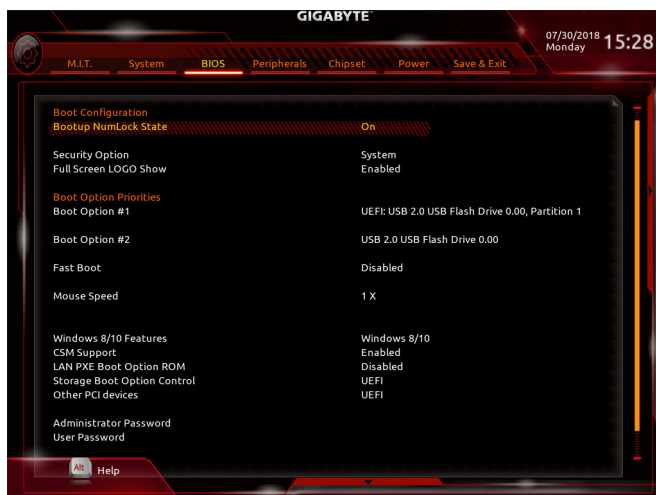 GIGABYTE
07/30/2018
Monday
15:28
M.I.T. System BIOS Peripherals Chipset Power Save & Exit
Boot Configuration
Bootup NumLock State On
Security Option System
Full Screen LOGO Show Enabled
Boot Option Priorities
Boot Option #1 UEFI: USB 2.0 USB Flash Drive 0.00, Partition 1
Boot Option #2 USB 2.0 USB Flash Drive 0.00
Fast Boot Disabled
Mouse Speed 1 X
Windows 8/10 Features Windows 8/10
CSM Support Enabled
LAN PXE Boot Option ROM Disabled
Storage Boot Option Control UEFI
Other PCI devices UEFI
Administrator Password
User Password
Alt Help